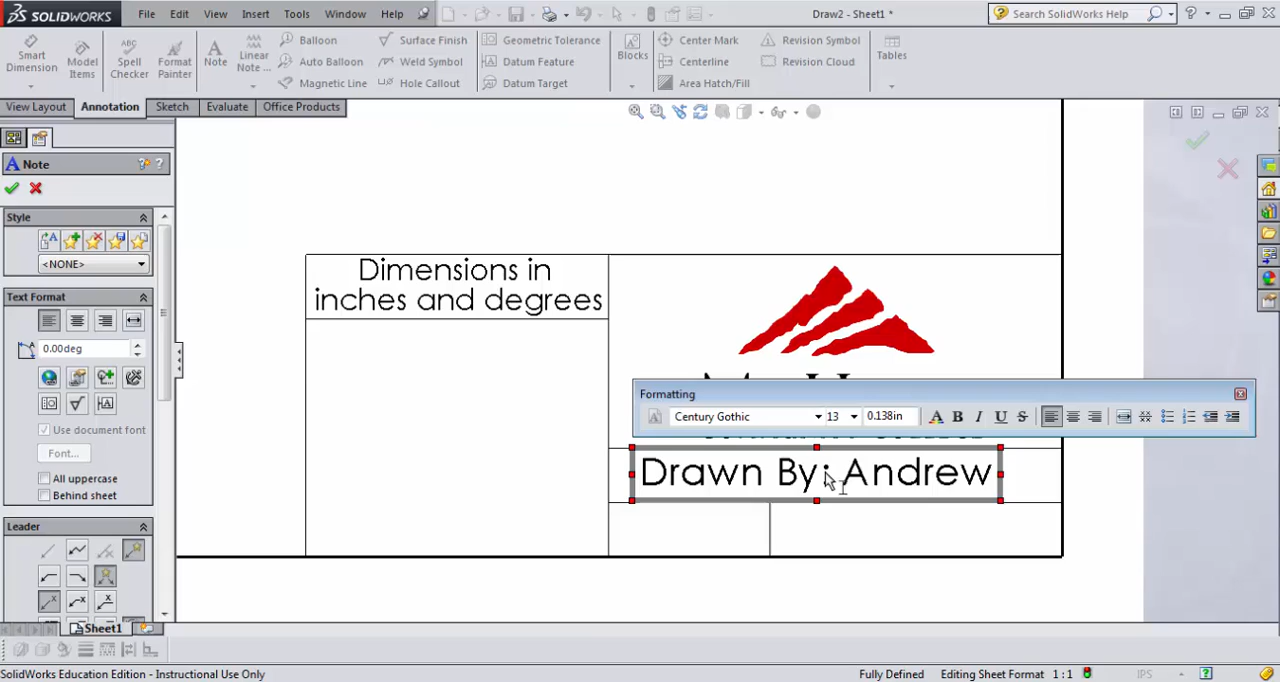 SOLIDWORKS File Edit View Insert Tools Window Help Draw2 - Sheet1 * Search SolidWorks Help
Smart Dimension
Model Items
Spell Checker
Format Painter
Note
Linear Note ...
Balloon
Auto Balloon
Magnetic Line
Surface Finish
Weld Symbol
Hole Callout
Geometric Tolerance
Datum Feature
Datum Target
Blocks
Center Mark
Centerline
Area Hatch/Fill
Revision Symbol
Revision Cloud
Tables
View Layout Annotation Sketch Evaluate Office Products
Note
Style
<NONE>
Text Format
0.00deg
Use document font
Font...
All uppercase
Behind sheet
Leader
Dimensions in
inches and degrees
Formatting
Century Gothic 13 0.138in
Drawn By: Andrew
Sheet1
SolidWorks Education Edition - Instructional Use Only Fully Defined Editing Sheet Format 1 : 1 IPS